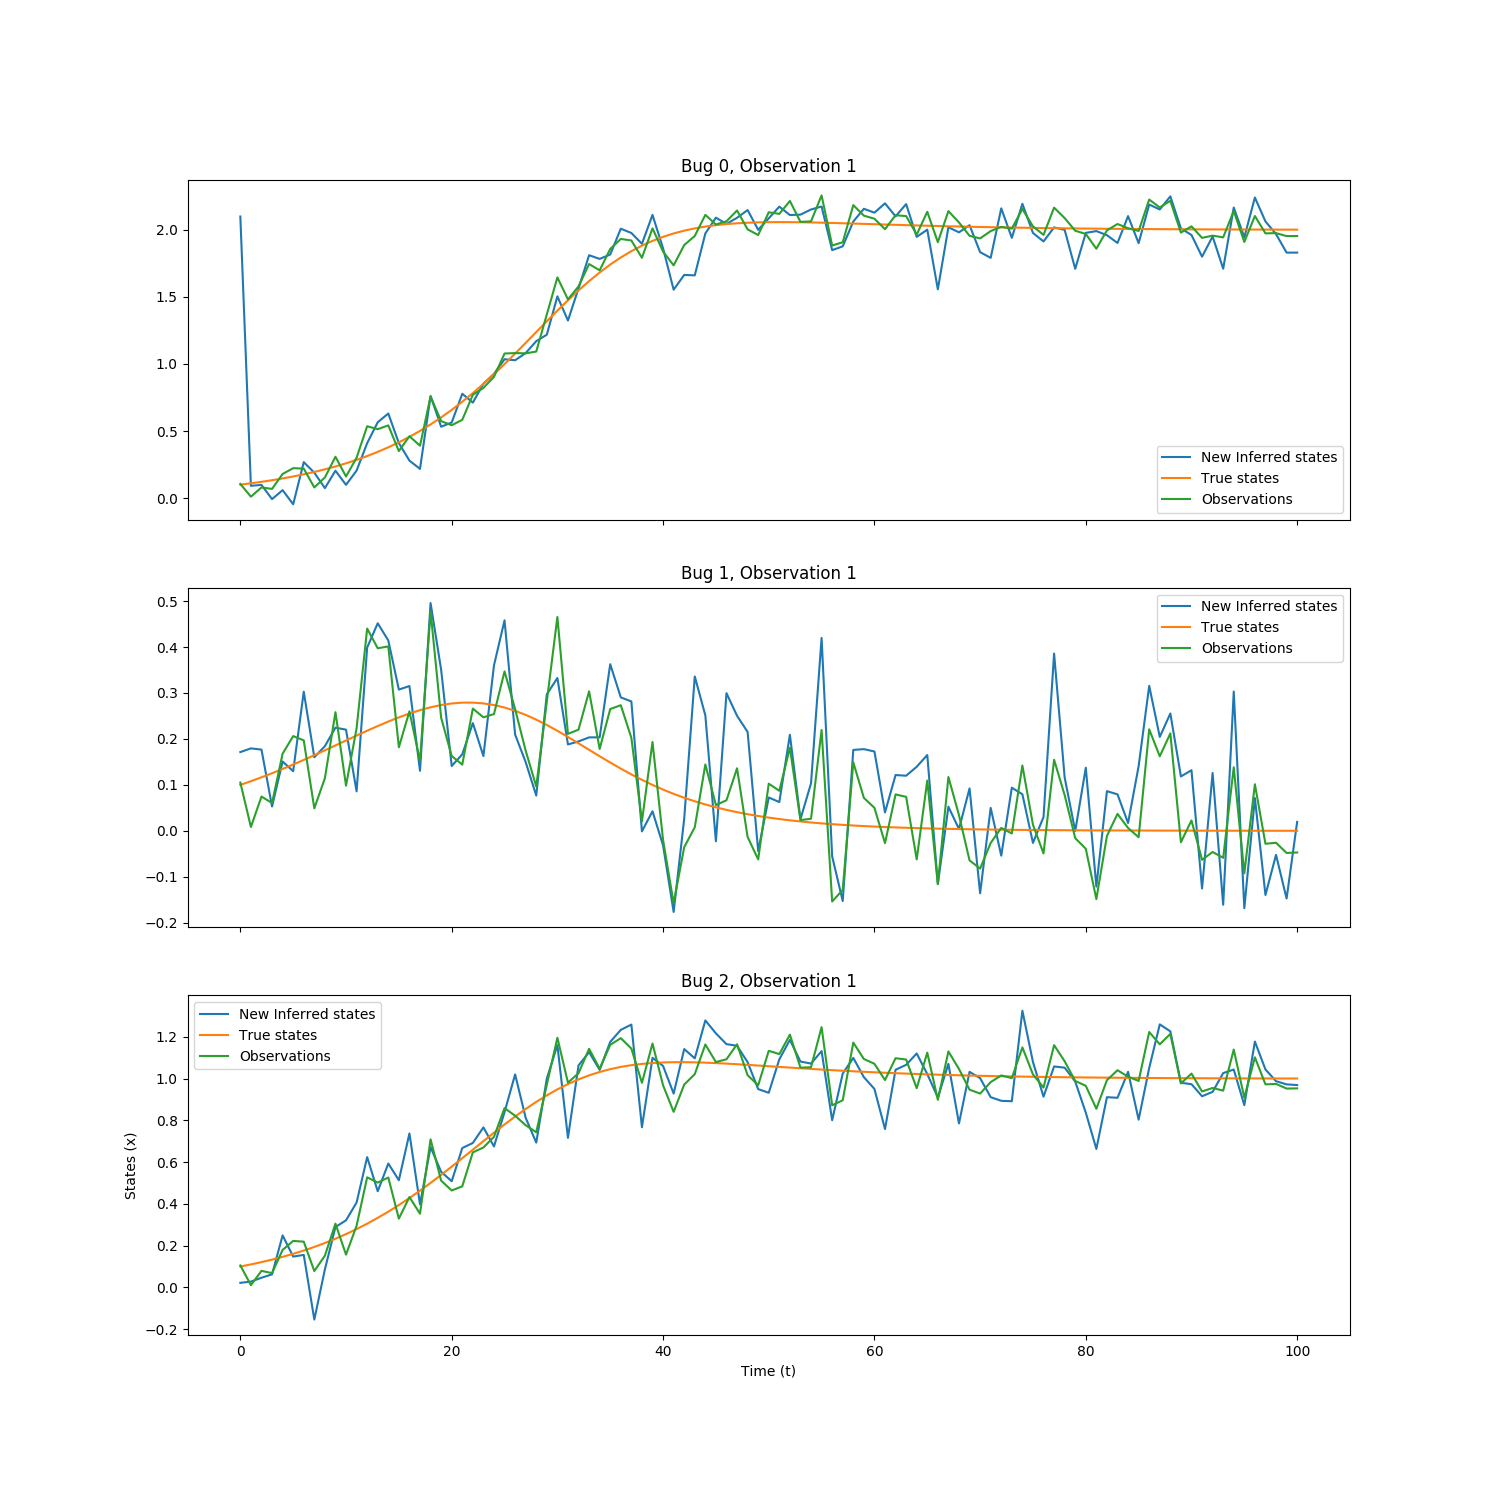 Bug 0, Observation 1
2.0
1.5
1.0
0.5
0.0
New Inferred states
True states
Observations
Bug 1, Observation 1
0.5
0.4
0.3
0.2
0.1
0.0
−0.1
−0.2
New Inferred states
True states
Observations
Bug 2, Observation 1
1.2
1.0
0.8
0.6
0.4
0.2
0.0
−0.2
New Inferred states
True states
Observations
States (x)
0 20 40 60 80 100
Time (t)